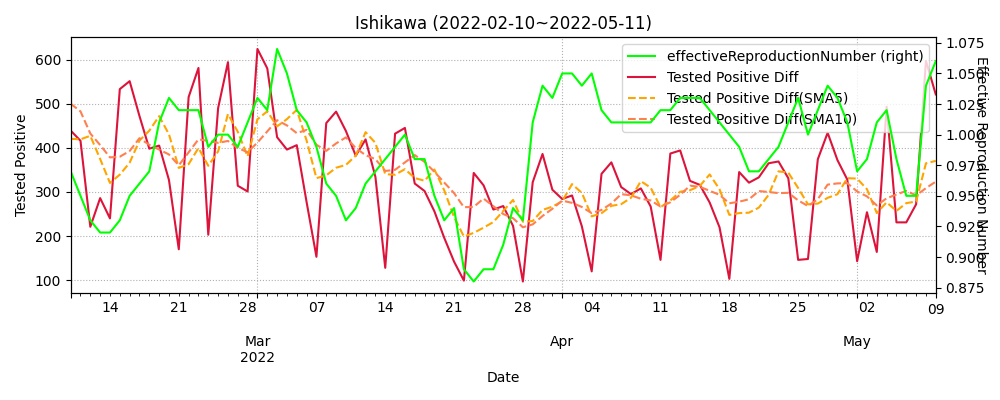 Ishikawa (2022-02-10~2022-05-11)
effectiveReproductionNumber (right)
Tested Positive Diff
Tested Positive Diff(SMA5)
Tested Positive Diff(SMA10)
Tested Positive
600
500
400
300
200
100
1.075
1.050
1.025
1.000
0.975
0.950
0.925
0.900
0.875
Effective Reproduction Number
14 21 28 07 14 21 28 04 11 18 25 02 09
Mar Apr May
2022
Date